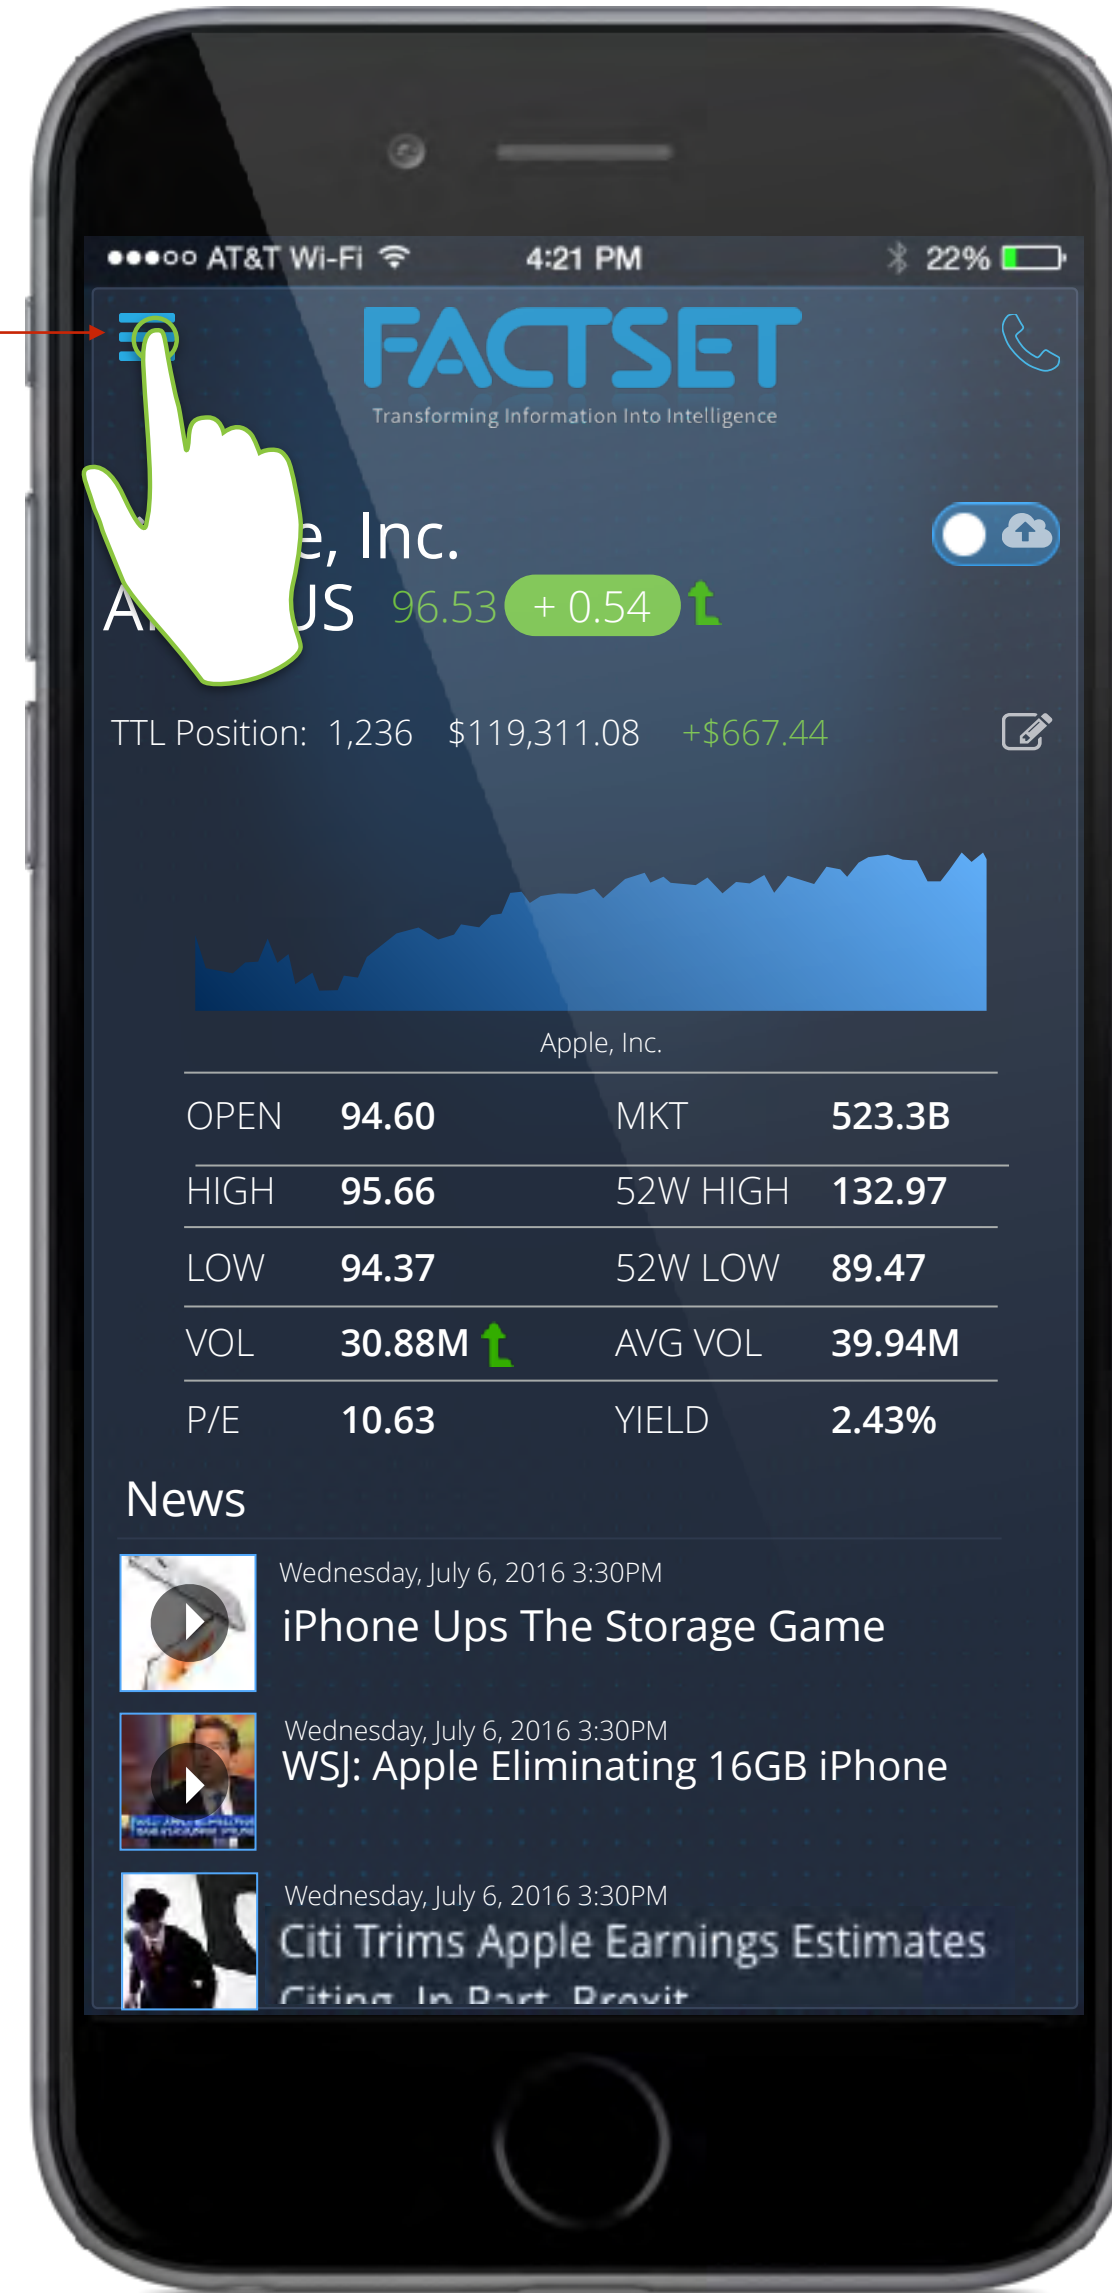 AT&T Wi-Fi 4:21 PM 22%
FACTSET
Transforming Information Into Intelligence
Inc.
96.53 + 0.54
TTL Position: 1,236 $119,311.08 +$667.44
Apple, Inc.
OPEN 94.60 MKT 523.3B
HIGH 95.66 52W HIGH 132.97
LOW 94.37 52W LOW 89.47
VOL 30.88M AVG VOL 39.94M
P/E 10.63 YIELD 2.43%
News
Wednesday, July 6, 2016 3:30PM
iPhone Ups The Storage Game
Wednesday, July 6, 2016 3:30PM
WSJ: Apple Eliminating 16GB iPhone
Wednesday, July 6, 2016 3:30PM
Citi Trims Apple Earnings Estimates
Citing, In Part, Brexit